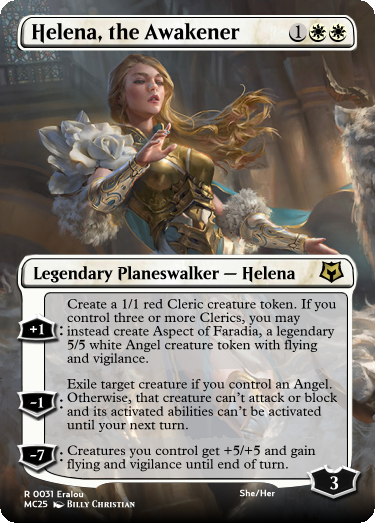 Helena, the Awakener 1
Legendary Planeswalker — Helena
Create a 1/1 red Cleric creature token. If you
control three or more Clerics, you may
+1: instead create Aspect of Faradia, a legendary
5/5 white Angel creature token with flying
and vigilance.
Exile target creature if you control an Angel.
-1: Otherwise, that creature can't attack or block
and its activated abilities can't be activated
until your next turn.
-7: Creatures you control get +5/+5 and gain
flying and vigilance until end of turn.
3
R 0031 Eralou She/Her
MC25 Billy Christian